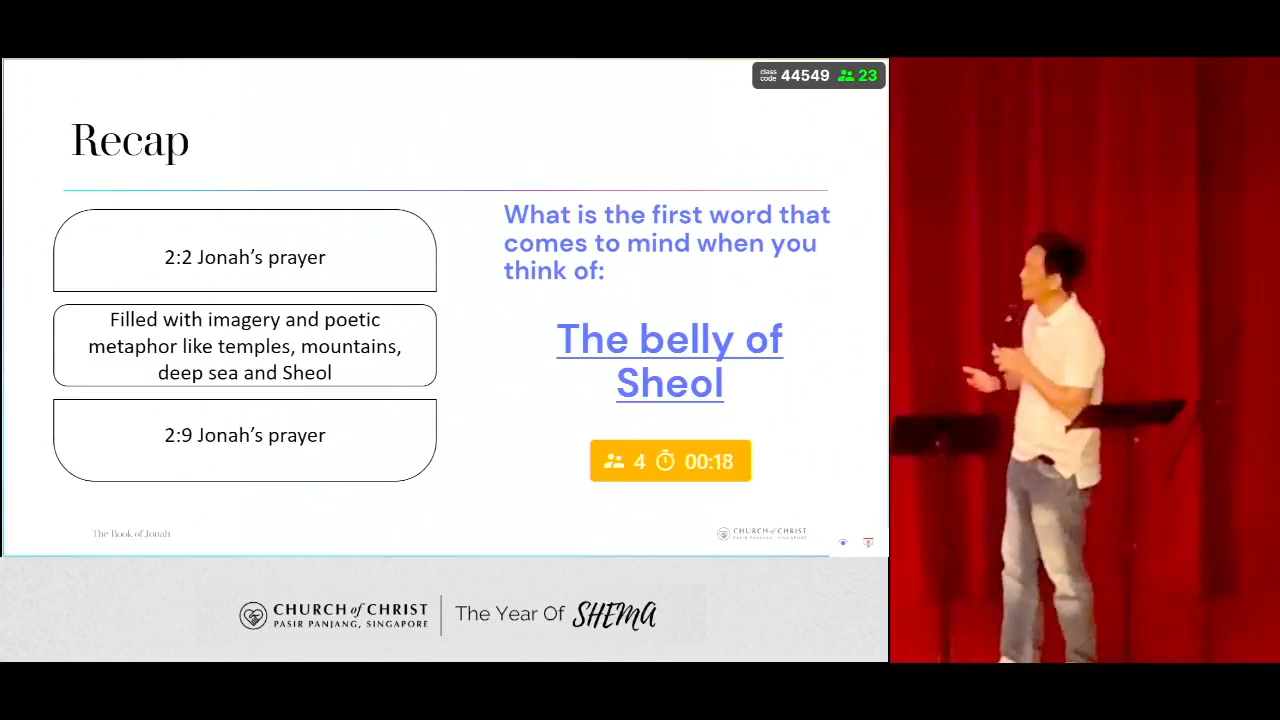 class code 44549 23
Recap
2:2 Jonah's prayer
Filled with imagery and poetic
metaphor like temples, mountains,
deep sea and Sheol
2:9 Jonah's prayer
What is the first word that
comes to mind when you
think of:
The belly of
Sheol
4 00:18
The Book of Jonah
CHURCH of CHRIST
PASIR PANJANG, SINGAPORE
CHURCH of CHRIST
PASIR PANJANG, SINGAPORE
The Year Of SHEMA